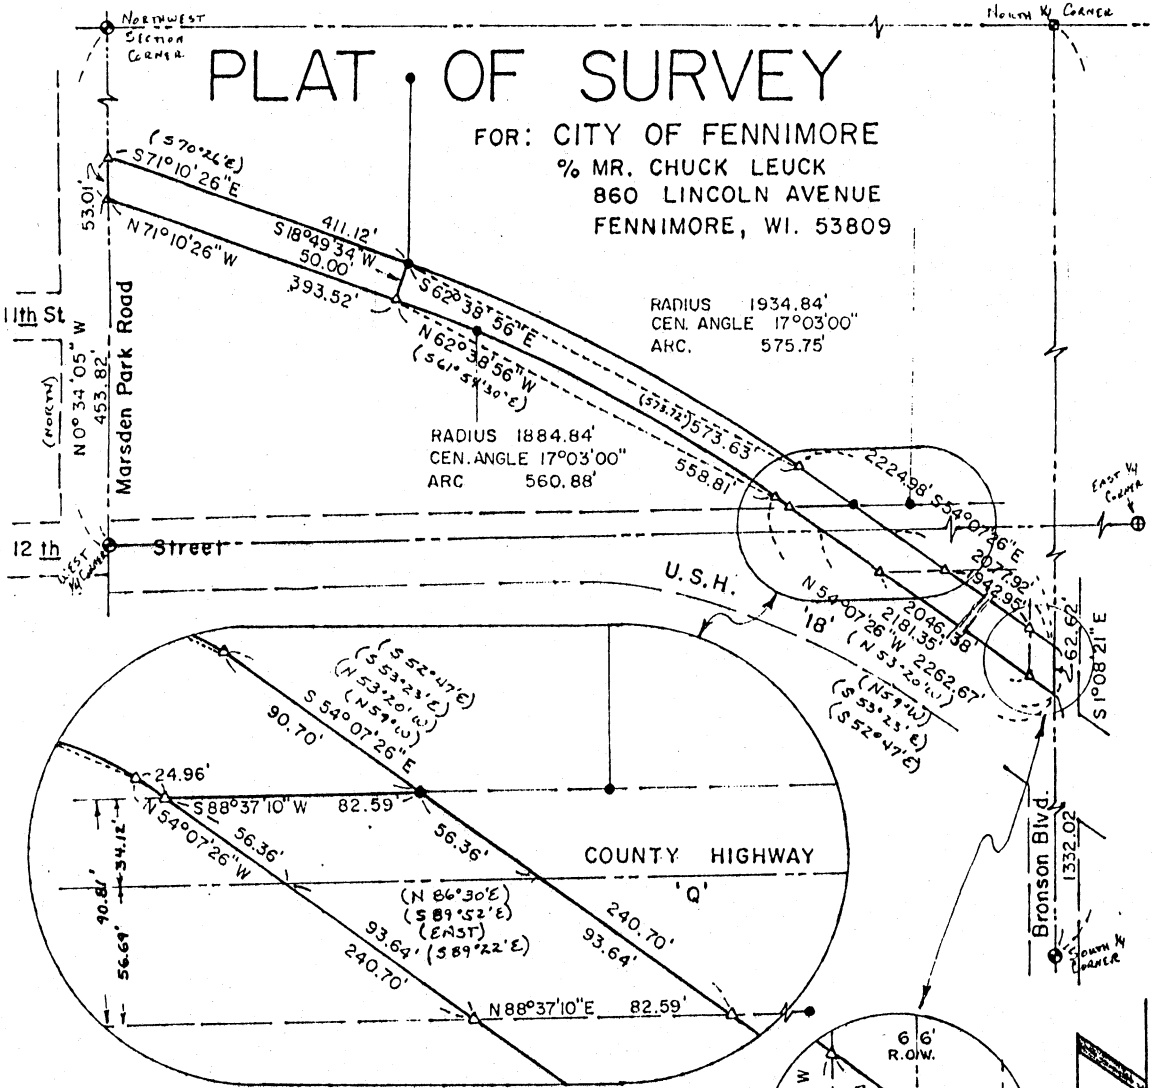 NORTHWEST
SECTION
CORNER
NORTH ¼ CORNER
PLAT OF SURVEY
FOR: CITY OF FENNIMORE
% MR. CHUCK LEUCK
860 LINCOLN AVENUE
FENNIMORE, WI. 53809
(S70°26'E)
S71°10'26"E
53.01'
N71°10'26"W
411.12'
S18°49'34"W
50.00'
393.52'
S62°38'56"E
N62°38'56"W
(S61°54'30"E)
RADIUS 1934.84'
CEN. ANGLE 17°03'00"
ARC. 575.75'
11th St
N0°34'05"W
(NORTH)
453.82'
Marsden Park Road
(573.72')
573.63'
558.81'
RADIUS 1884.84'
CEN. ANGLE 17°03'00"
ARC 560.88'
2224.98' S54°07'26"E
EAST ¼
CORNER
12 th Street
WEST
¼ CORNER
U.S.H.
'18'
2077.92'
1942.95'
2046.38'
2181.35'
N54°07'26"W 2262.67'
(N53°20'W)
(N59°W)
(S53°23'E)
(S52°47'E)
262.62'
S1°08'21"E
(S52°47'E)
(S53°23'E)
(N53°20'W)
(N59°W)
S54°07'26"E
90.70'
24.96'
S88°37'10"W 82.59'
N54°07'26"W
56.36'
56.36'
34.12'
90.81'
56.69'
COUNTY HIGHWAY
'Q'
(N86°30'E)
(S89°52'E)
(EAST)
(S89°22'E)
93.64'
240.70'
240.70'
93.64'
N88°37'10"E 82.59'
Bronson Blvd.
1332.02
SOUTH ¼
CORNER
66'
R.O.W.
W